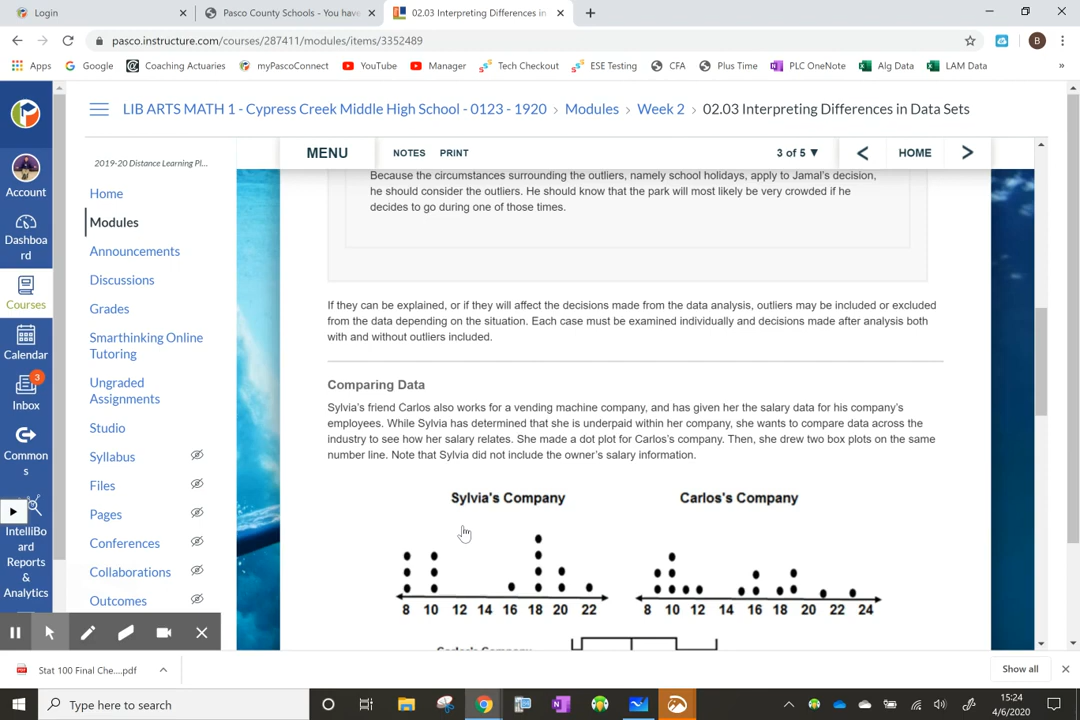 Login
Pasco County Schools - You have
02.03 Interpreting Differences in
pasco.instructure.com/courses/287411/modules/items/3352489
B
Apps Google Coaching Actuaries myPascoConnect YouTube Manager Tech Checkout ESE Testing CFA Plus Time PLC OneNote Alg Data LAM Data »
LIB ARTS MATH 1 - Cypress Creek Middle High School - 0123 - 1920 > Modules > Week 2 > 02.03 Interpreting Differences in Data Sets
Account
Dashboa
rd
Courses
Calendar
3
Inbox
Common
s
IntelliBo
ard
Reports
&
Analytics
2019-20 Distance Learning Pl...
Home
Modules
Announcements
Discussions
Grades
Smarthinking Online
Tutoring
Ungraded
Assignments
Studio
Syllabus
Files
Pages
Conferences
Collaborations
Outcomes
MENU NOTES PRINT 3 of 5 ▼ < HOME >
Because the circumstances surrounding the outliers, namely school holidays, apply to Jamal's decision,
he should consider the outliers. He should know that the park will most likely be very crowded if he
decides to go during one of those times.
If they can be explained, or if they will affect the decisions made from the data analysis, outliers may be included or excluded
from the data depending on the situation. Each case must be examined individually and decisions made after analysis both
with and without outliers included.
Comparing Data
Sylvia's friend Carlos also works for a vending machine company, and has given her the salary data for his company's
employees. While Sylvia has determined that she is underpaid within her company, she wants to compare data across the
industry to see how her salary relates. She made a dot plot for Carlos's company. Then, she drew two box plots on the same
number line. Note that Sylvia did not include the owner's salary information.
Sylvia's Company
8 10 12 14 16 18 20 22
Carlos's Company
8 10 12 14 16 18 20 22 24
Carlos's Company
Stat 100 Final Che....pdf
Show all
Type here to search
15:24
4/6/2020